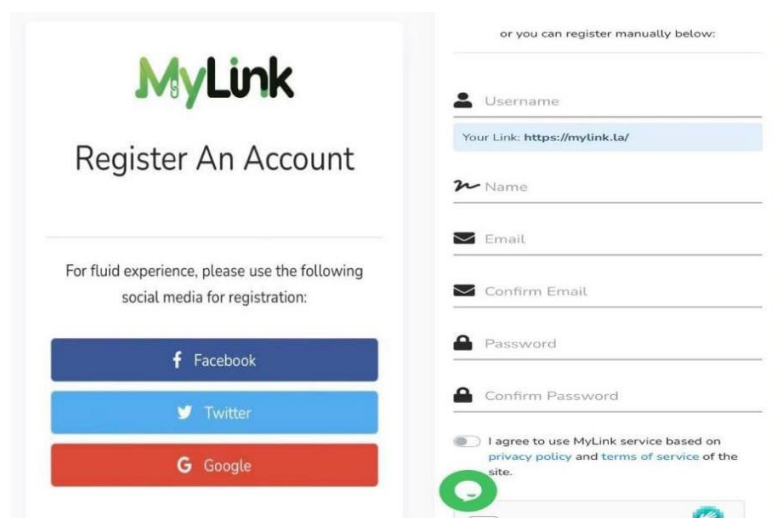 MyLink
Register An Account
For fluid experience, please use the following
social media for registration:
Facebook
Twitter
G Google
or you can register manually below:
Username
Your Link: https://mylink.la/
Name
Email
Confirm Email
Password
Confirm Password
I agree to use MyLink service based on
privacy policy and terms of service of the
site.